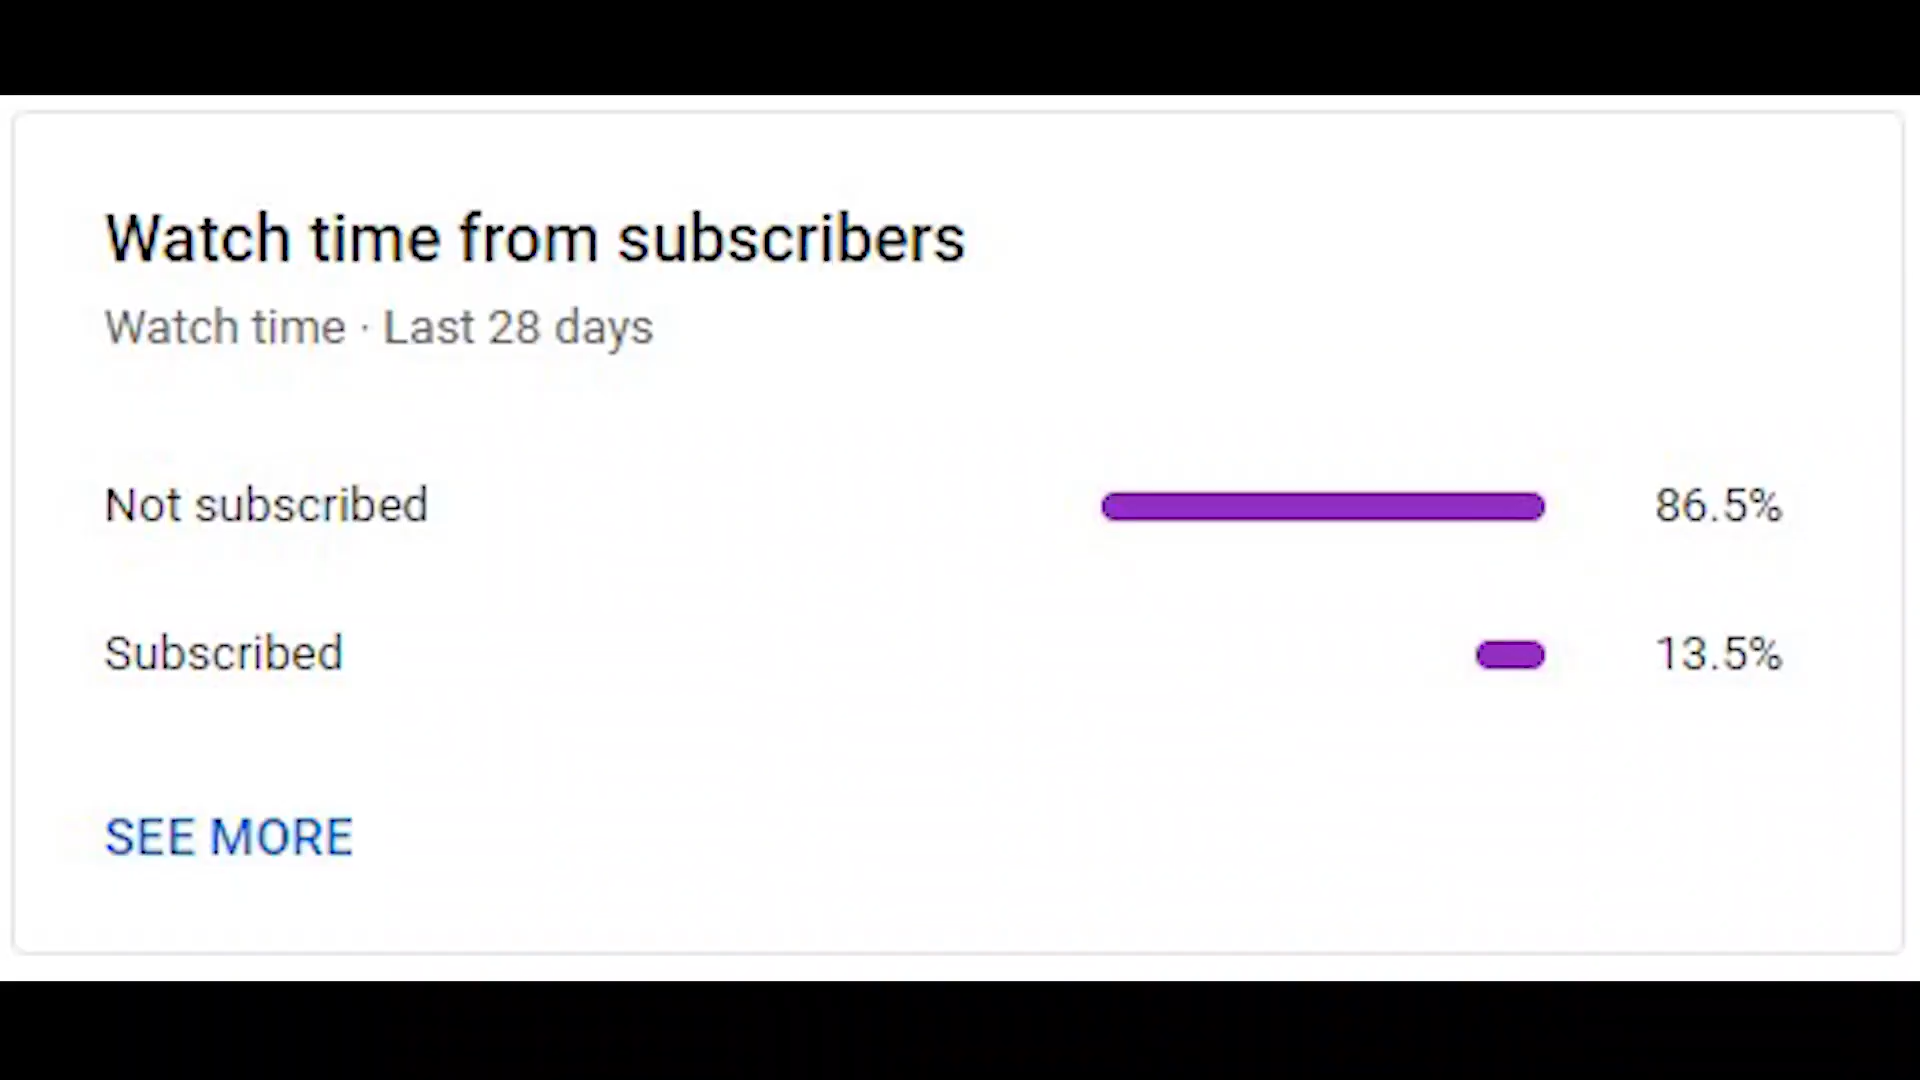 Watch time from subscribers
Watch time · Last 28 days
Not subscribed 86.5%
Subscribed 13.5%
SEE MORE